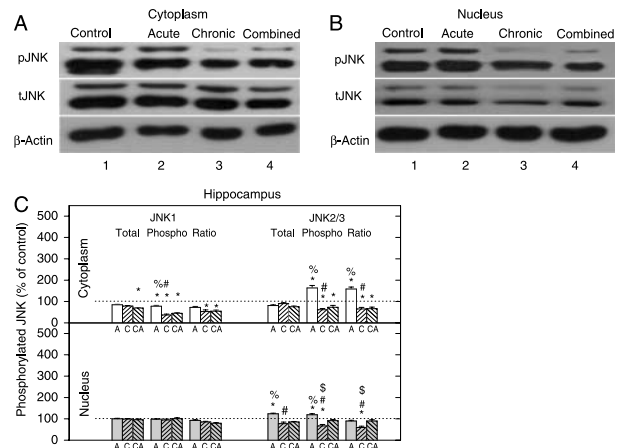 A Cytoplasm
Control Acute Chronic Combined
pJNK
tJNK
β-Actin
1 2 3 4
B Nucleus
Control Acute Chronic Combined
pJNK
tJNK
β-Actin
1 2 3 4
C Hippocampus
Phosphorylated JNK (% of control)
Cytoplasm
500
400
300
200
100
0
JNK1 JNK2/3
Total Phospho Ratio Total Phospho Ratio
* %# * * * * * % * # * * % * # * *
A C CA A C CA A C CA A C CA A C CA A C CA
Nucleus
500
400
300
200
100
0
% * # % * $ # * $ # *
A C CA A C CA A C CA A C CA A C CA A C CA